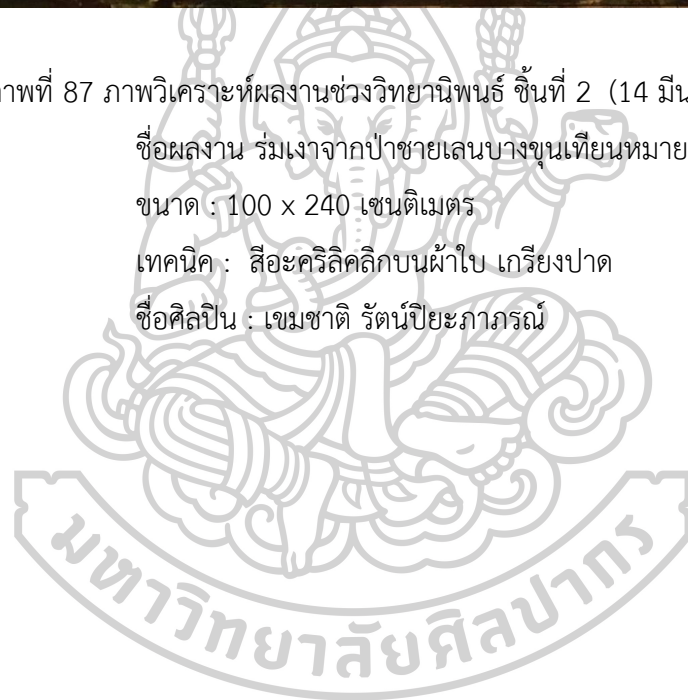 าพที่ 87 ภาพวิเคราะห์ผลงานช่วงวิทยานิพนธ์ ชิ้นที่ 2 (14 มีน
ชื่อผลงาน ร่มเงาจากป่าชายเลนบางขุนเทียนหมาย
ขนาด : 100 x 240 เซนติเมตร
เทคนิค : สีอะคริลิคลิกบนผ้าใบ เกรียงปาด
ชื่อศิลปิน : เขมชาติ รัตน์ปิยะภาภรณ์
มหาวิทยาลัยศิลปากร